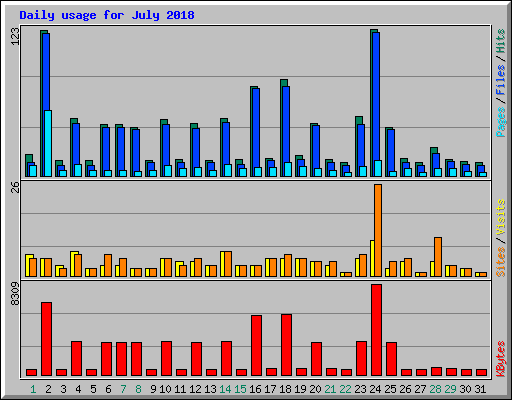 Daily usage for July 2018
123
Pages / Files / Hits
26
Sites / Visits
8309
KBytes
1 2 3 4 5 6 7 8 9 10 11 12 13 14 15 16 17 18 19 20 21 22 23 24 25 26 27 28 29 30 31